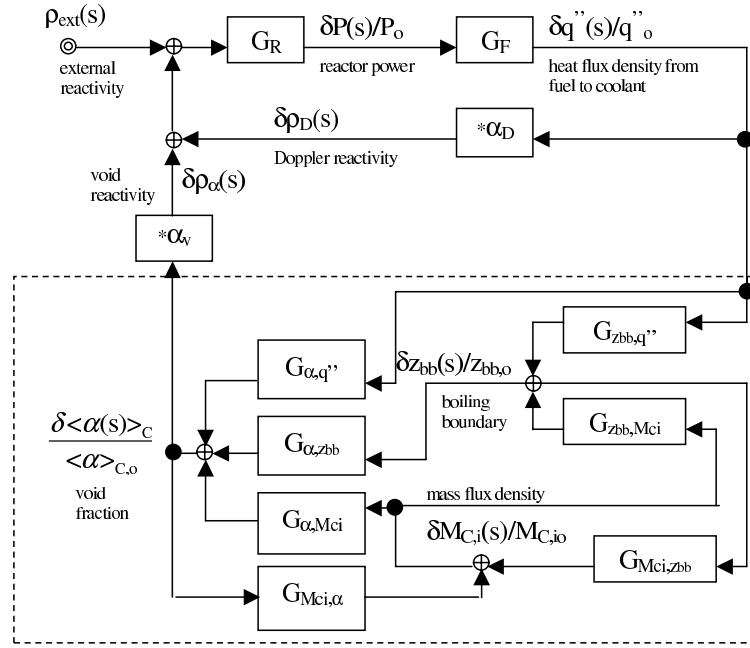 ρext(s)
external
reactivity
GR
δP(s)/Po
reactor power
GF
δq”(s)/q”o
heat flux density from
fuel to coolant
δρD(s)
Doppler reactivity
*αD
void
reactivity
δρα(s)
*αv
Gzbb,q”
Gα,q”
δzbb(s)/zbb,o
boiling
boundary
Gzbb,Mci
δ<α(s)>C
<α>C,o
void
fraction
Gα,zbb
mass flux density
Gα,Mci
δMC,i(s)/MC,io
GMci,zbb
GMci,α